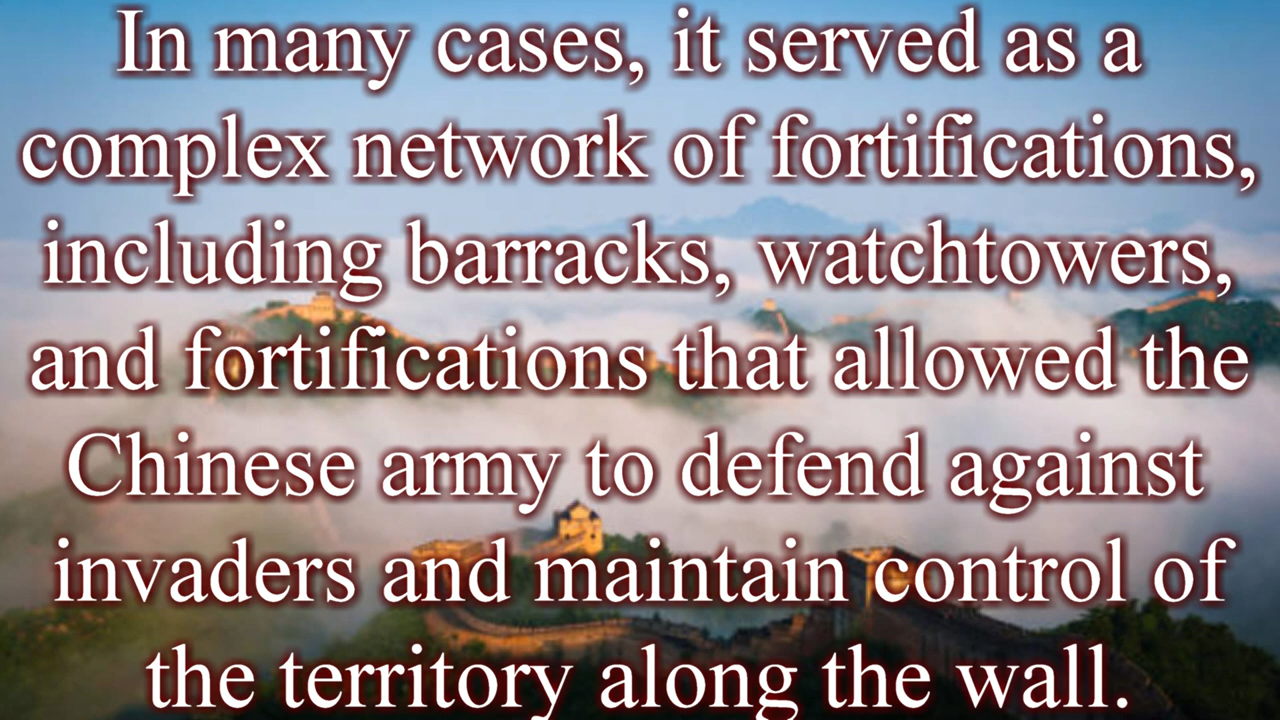 In many cases, it served as a
complex network of fortifications,
including barracks, watchtowers,
and fortifications that allowed the
Chinese army to defend against
invaders and maintain control of
the territory along the wall.